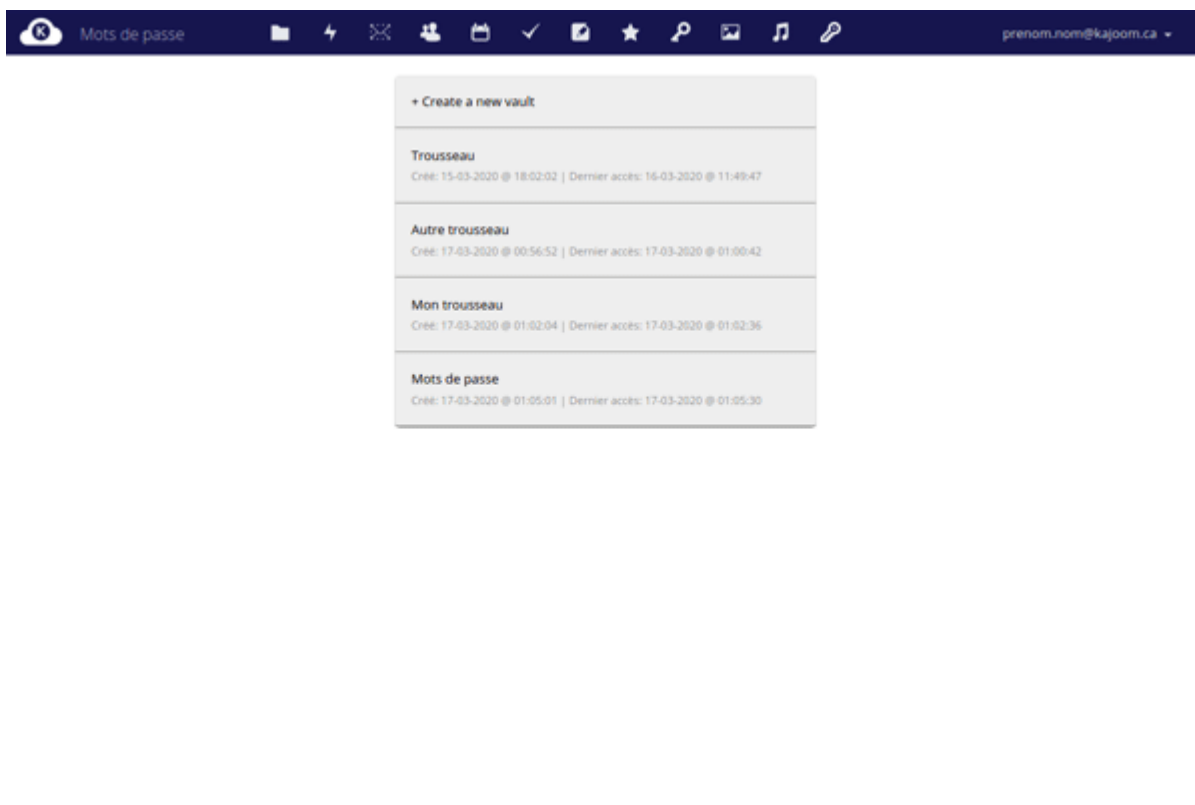 K
Mots de passe
prenom.nom@kajoom.ca
+ Create a new vault
Trousseau
Créé: 15-03-2020 @ 18:02:02 | Dernier accès: 16-03-2020 @ 11:49:47
Autre trousseau
Créé: 17-03-2020 @ 00:56:52 | Dernier accès: 17-03-2020 @ 01:00:42
Mon trousseau
Créé: 17-03-2020 @ 01:02:04 | Dernier accès: 17-03-2020 @ 01:02:36
Mots de passe
Créé: 17-03-2020 @ 01:05:01 | Dernier accès: 17-03-2020 @ 01:05:30